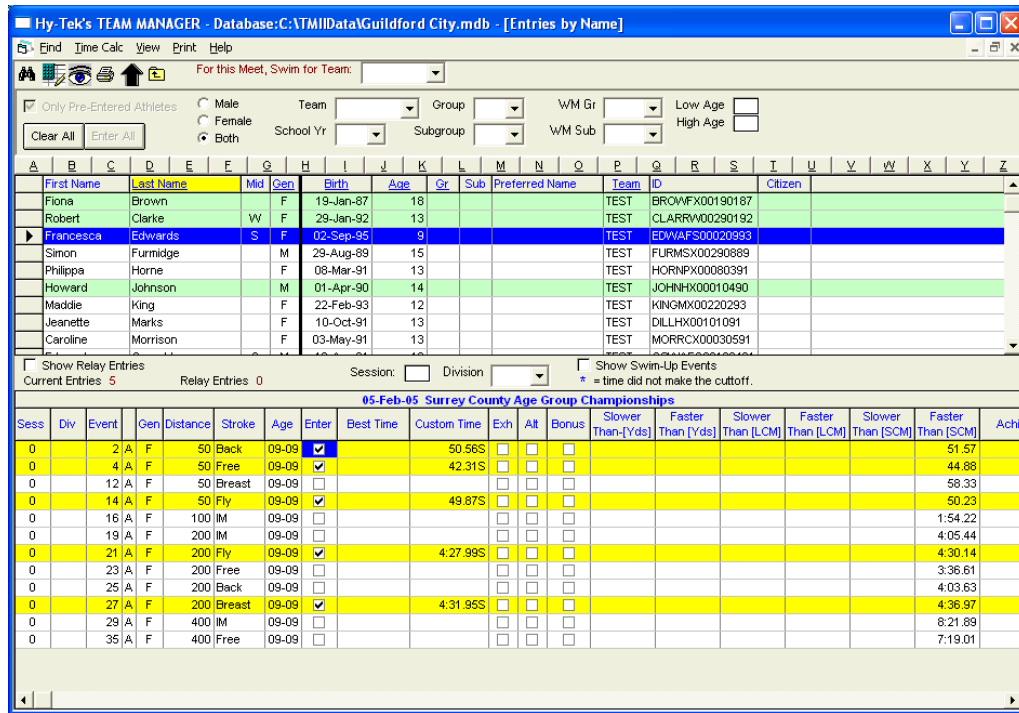 Hy-Tek's TEAM MANAGER - Database:C:\TMIIData\Guildford City.mdb - [Entries by Name]
Find Time Calc View Print Help
For this Meet, Swim for Team:
Only Pre-Entered Athletes Male Team Group WM Gr Low Age
Female High Age
Clear All Enter All Both School Yr Subgroup WM Sub
A B C D E F G H I J K L M N O P Q R S T U V W X Y Z
First Name Last Name Mid Gen Birth Age Gr Sub Preferred Name Team ID Citizen
Fiona Brown F 19-Jan-87 18 TEST BROWFX00190187
Robert Clarke W F 29-Jan-92 13 TEST CLARRW00290192
Francesca Edwards S F 02-Sep-95 9 TEST EDWAFS00020993
Simon Furmidge M 29-Aug-89 15 TEST FURMSX00290889
Philippa Horne F 08-Mar-91 13 TEST HORNPX00080391
Howard Johnson M 01-Apr-90 14 TEST JOHNHX00010490
Maddie King F 22-Feb-93 12 TEST KINGMX00220293
Jeanette Marks F 10-Oct-91 13 TEST DILLHX00101091
Caroline Morrison F 03-May-91 13 TEST MORRCX00030591
Show Relay Entries Session: Division Show Swim-Up Events
Current Entries 5 Relay Entries 0 * = time did not make the cuttoff.
05-Feb-05 Surrey County Age Group Championships
Sess Div Event Gen Distance Stroke Age Enter Best Time Custom Time Exh Alt Bonus Slower Than-[Yds] Faster Than [Yds] Slower Than [LCM] Faster Than [LCM] Slower Than [SCM] Faster Than [SCM] Achi
0 2 A F 50 Back 09-09 50.56S 51.57
0 4 A F 50 Free 09-09 42.31S 44.88
0 12 A F 50 Breast 09-09 58.33
0 14 A F 50 Fly 09-09 49.87S 50.23
0 16 A F 100 IM 09-09 1:54.22
0 19 A F 200 IM 09-09 4:05.44
0 21 A F 200 Fly 09-09 4:27.99S 4:30.14
0 23 A F 200 Free 09-09 3:36.61
0 25 A F 200 Back 09-09 4:03.63
0 27 A F 200 Breast 09-09 4:31.95S 4:36.97
0 29 A F 400 IM 09-09 8:21.89
0 35 A F 400 Free 09-09 7:19.01